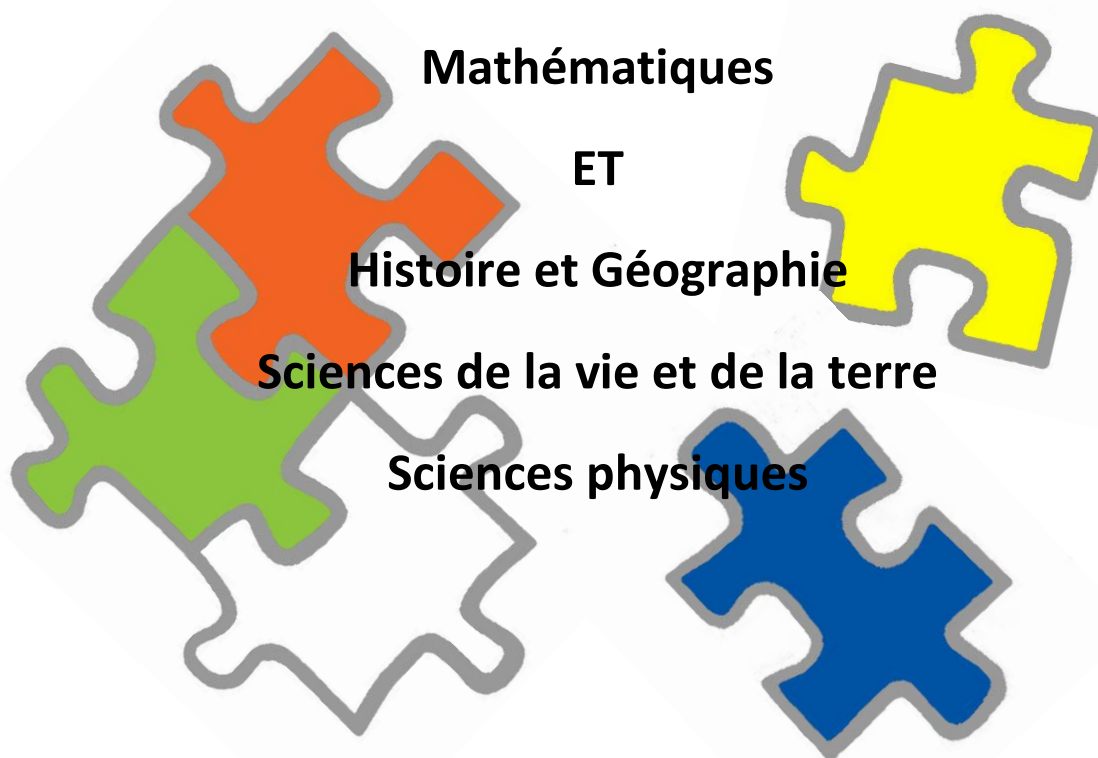 Mathématiques
ET
Histoire et Géographie
Sciences de la vie et de la terre
Sciences physiques